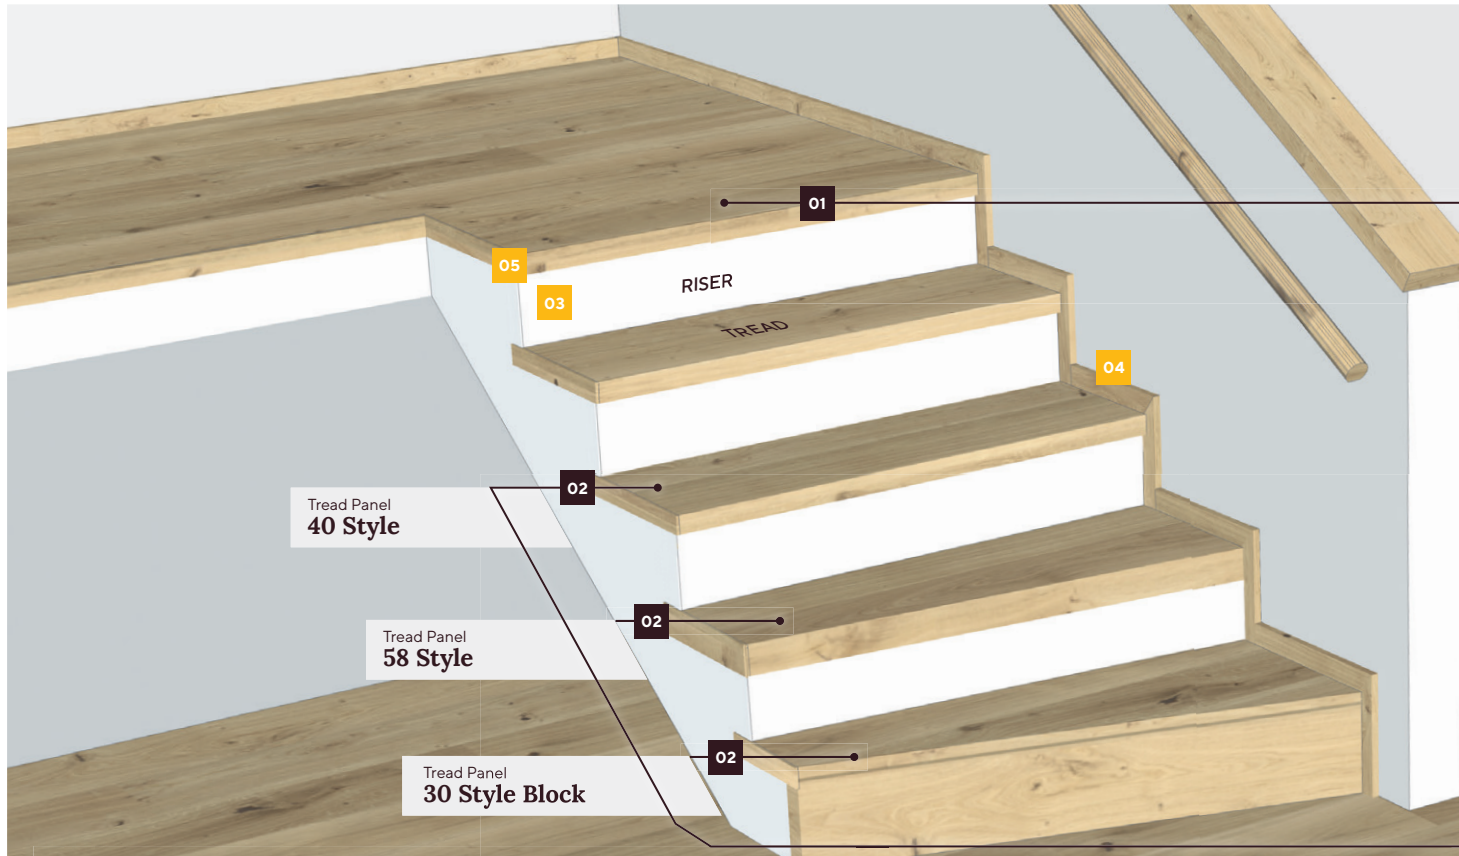 01
05
RISER
03
TREAD
04
02
Tread Panel
40 Style
02
Tread Panel
58 Style
02
Tread Panel
30 Style Block